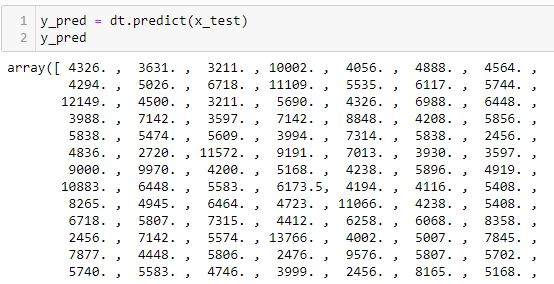 1 y_pred = dt.predict(x_test)
2 y_pred
array([ 4326. , 3631. , 3211. , 10002. , 4056. , 4888. , 4564. ,
4294. , 5026. , 6718. , 11109. , 5535. , 6117. , 5744. ,
12149. , 4500. , 3211. , 5690. , 4326. , 6988. , 6448. ,
3988. , 7142. , 3597. , 7142. , 8848. , 4208. , 5856. ,
5838. , 5474. , 5609. , 3994. , 7314. , 5838. , 2456. ,
4836. , 2720. , 11572. , 9191. , 7013. , 3930. , 3597. ,
9000. , 9970. , 4200. , 5168. , 4238. , 5896. , 4919. ,
10883. , 6448. , 5583. , 6173.5, 4194. , 4116. , 5408. ,
8265. , 4945. , 6464. , 4723. , 11066. , 4238. , 5408. ,
6718. , 5807. , 7315. , 4412. , 6258. , 6068. , 8358. ,
2456. , 7142. , 5574. , 13766. , 4002. , 5007. , 7845. ,
7877. , 4448. , 5806. , 2476. , 9576. , 5807. , 5702. ,
5740. , 5583. , 4746. , 3999. , 2456. , 8165. , 5168. ,